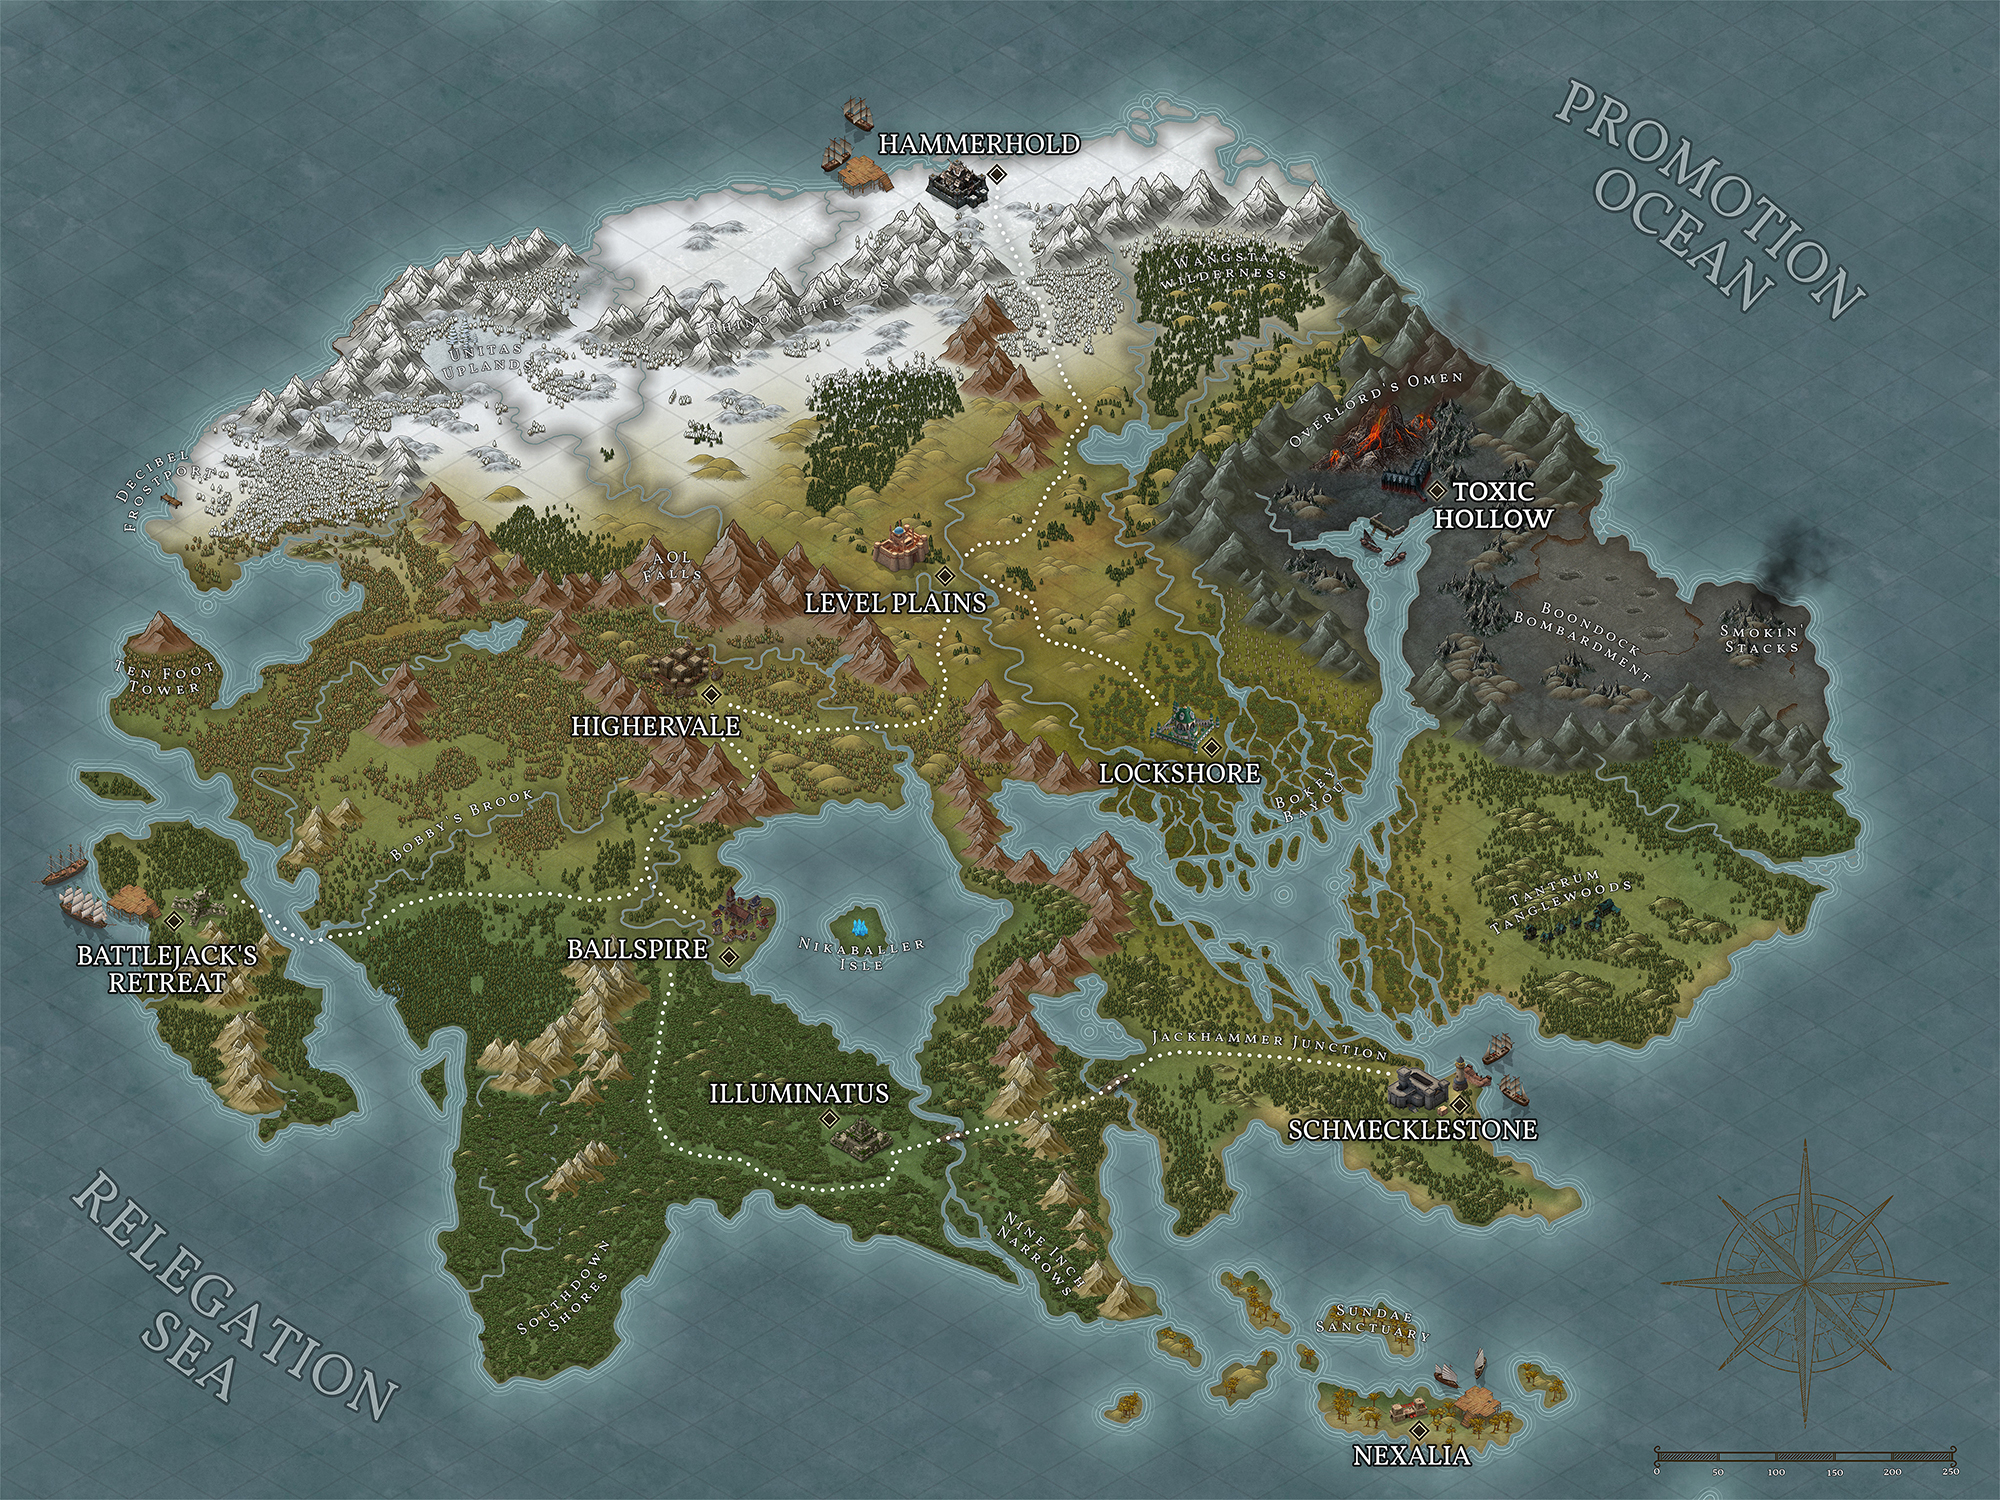 PROMOTION
OCEAN
HAMMERHOLD
WANGSTA
WILDERNESS
RHINO WHITECAPS
UNITAS
UPLANDS
OVERLORD'S OMEN
DECIBEL
FROSTPORT
TOXIC
HOLLOW
AOL
FALLS
LEVEL PLAINS
BOONDOCK
BOMBARDMENT
SMOKIN'
STACKS
TEN FOOT
TOWER
HIGHERVALE
LOCKSHORE
BOKEY
BAYOU
BOBBY'S BROOK
TANTRUM
TANGLEWOODS
BATTLEJACK'S
RETREAT
BALLSPIRE
NIKABALLER
ISLE
JACKHAMMER JUNCTION
ILLUMINATUS
SCHMECKLESTONE
RELEGATION
SEA
NINE INCH
NARROWS
SOUTHDOWN
SHORES
SUNDAE
SANCTUARY
NEXALIA
0 50 100 150 200 250